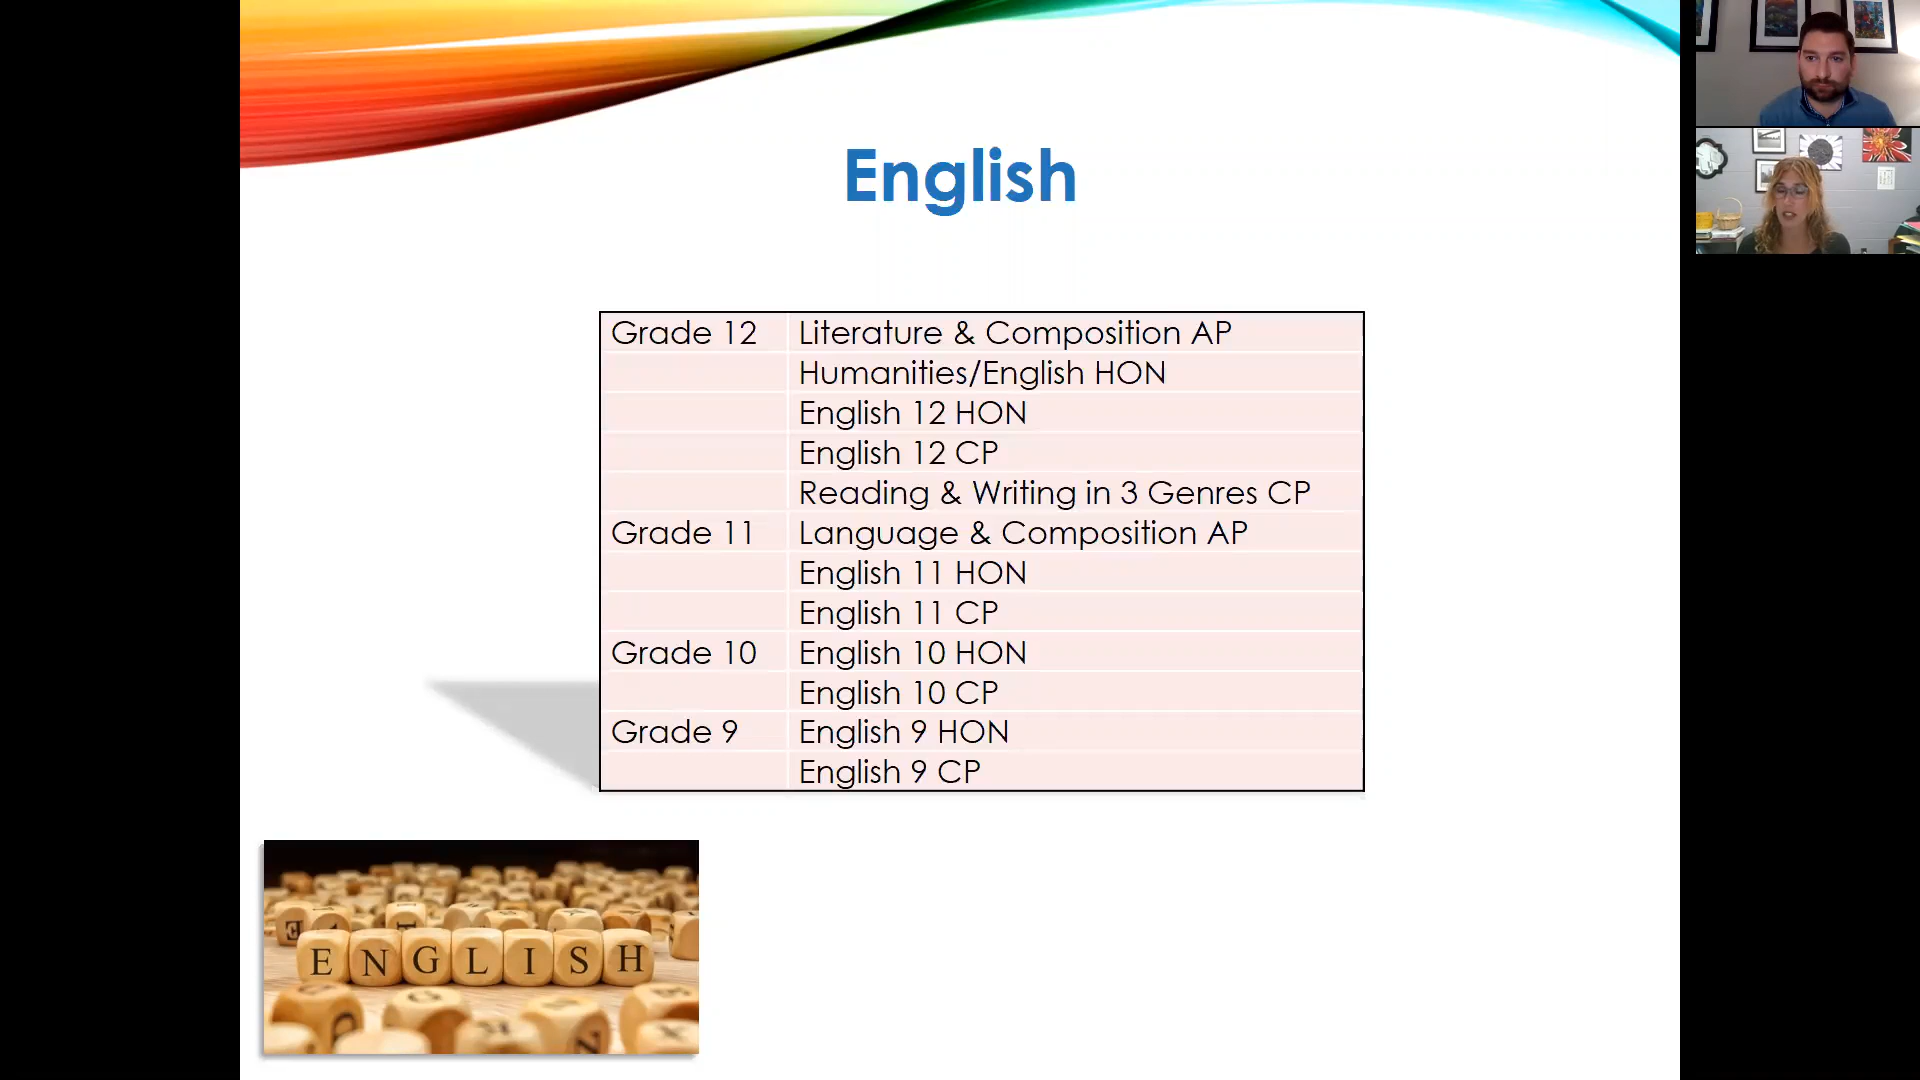 English
Grade 12 Literature & Composition AP
Humanities/English HON
English 12 HON
English 12 CP
Reading & Writing in 3 Genres CP
Grade 11 Language & Composition AP
English 11 HON
English 11 CP
Grade 10 English 10 HON
English 10 CP
Grade 9 English 9 HON
English 9 CP
ENGLISH